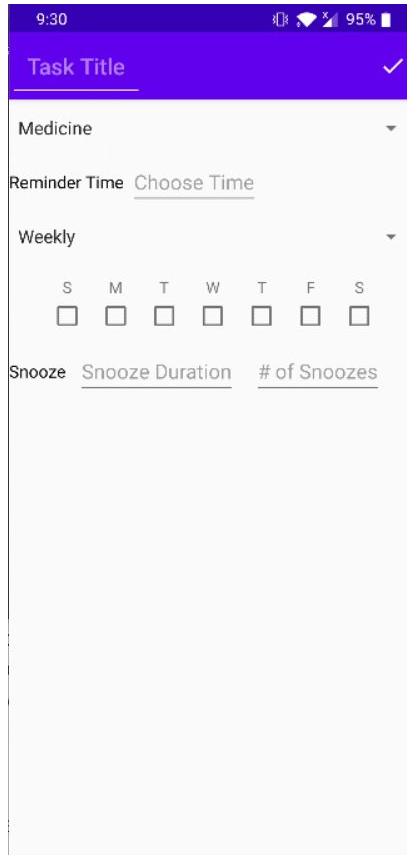 9:30 95%
Task Title
Medicine
Reminder Time Choose Time
Weekly
S M T W T F S
Snooze Snooze Duration # of Snoozes